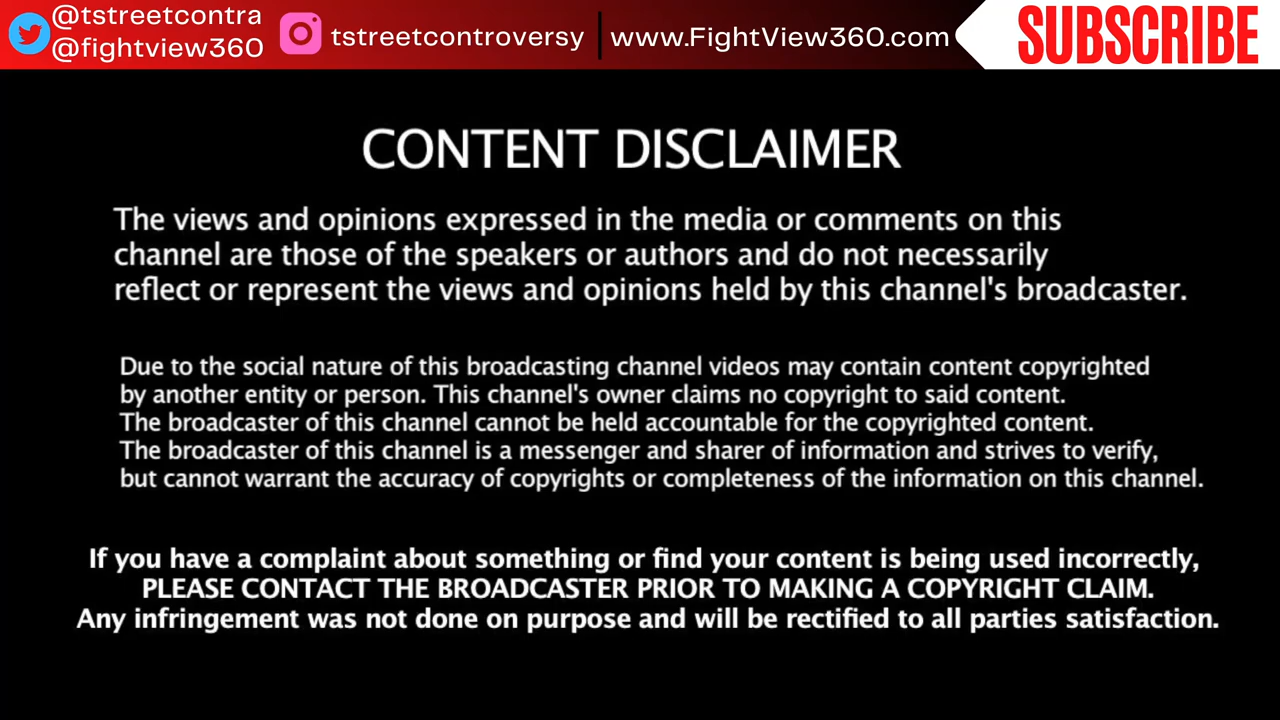 @tstreetcontra
@fightview360
tstreetcontroversy
www.FightView360.com
SUBSCRIBE
CONTENT DISCLAIMER
The views and opinions expressed in the media or comments on this
channel are those of the speakers or authors and do not necessarily
reflect or represent the views and opinions held by this channel's broadcaster.
Due to the social nature of this broadcasting channel videos may contain content copyrighted
by another entity or person. This channel's owner claims no copyright to said content.
The broadcaster of this channel cannot be held accountable for the copyrighted content.
The broadcaster of this channel is a messenger and sharer of information and strives to verify,
but cannot warrant the accuracy of copyrights or completeness of the information on this channel.
If you have a complaint about something or find your content is being used incorrectly,
PLEASE CONTACT THE BROADCASTER PRIOR TO MAKING A COPYRIGHT CLAIM.
Any infringement was not done on purpose and will be rectified to all parties satisfaction.